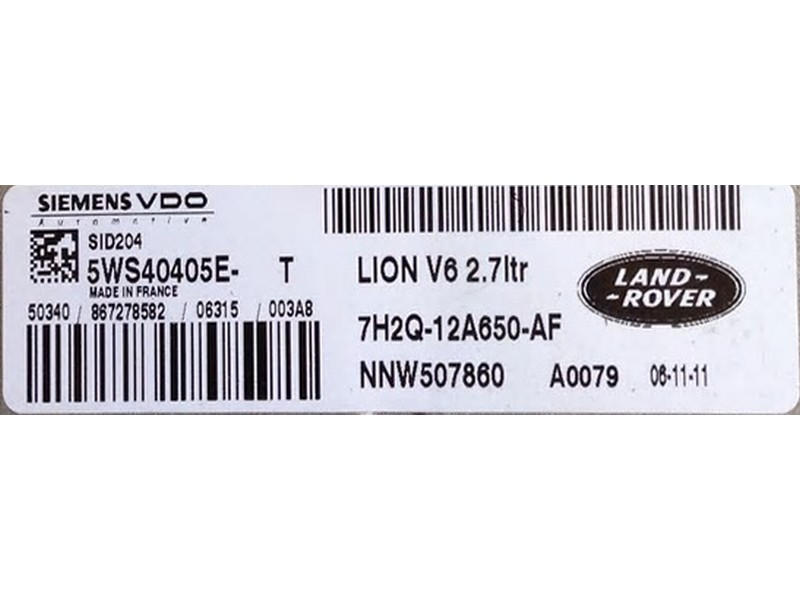 SIEMENS VDO
Automotive
SID204
5WS40405E- T
MADE IN FRANCE
50340 / 867278582 / 06315 / 003A8
LION V6 2.7ltr
LAND-
-ROVER
7H2Q-12A650-AF
NNW507860 A0079 06-11-11